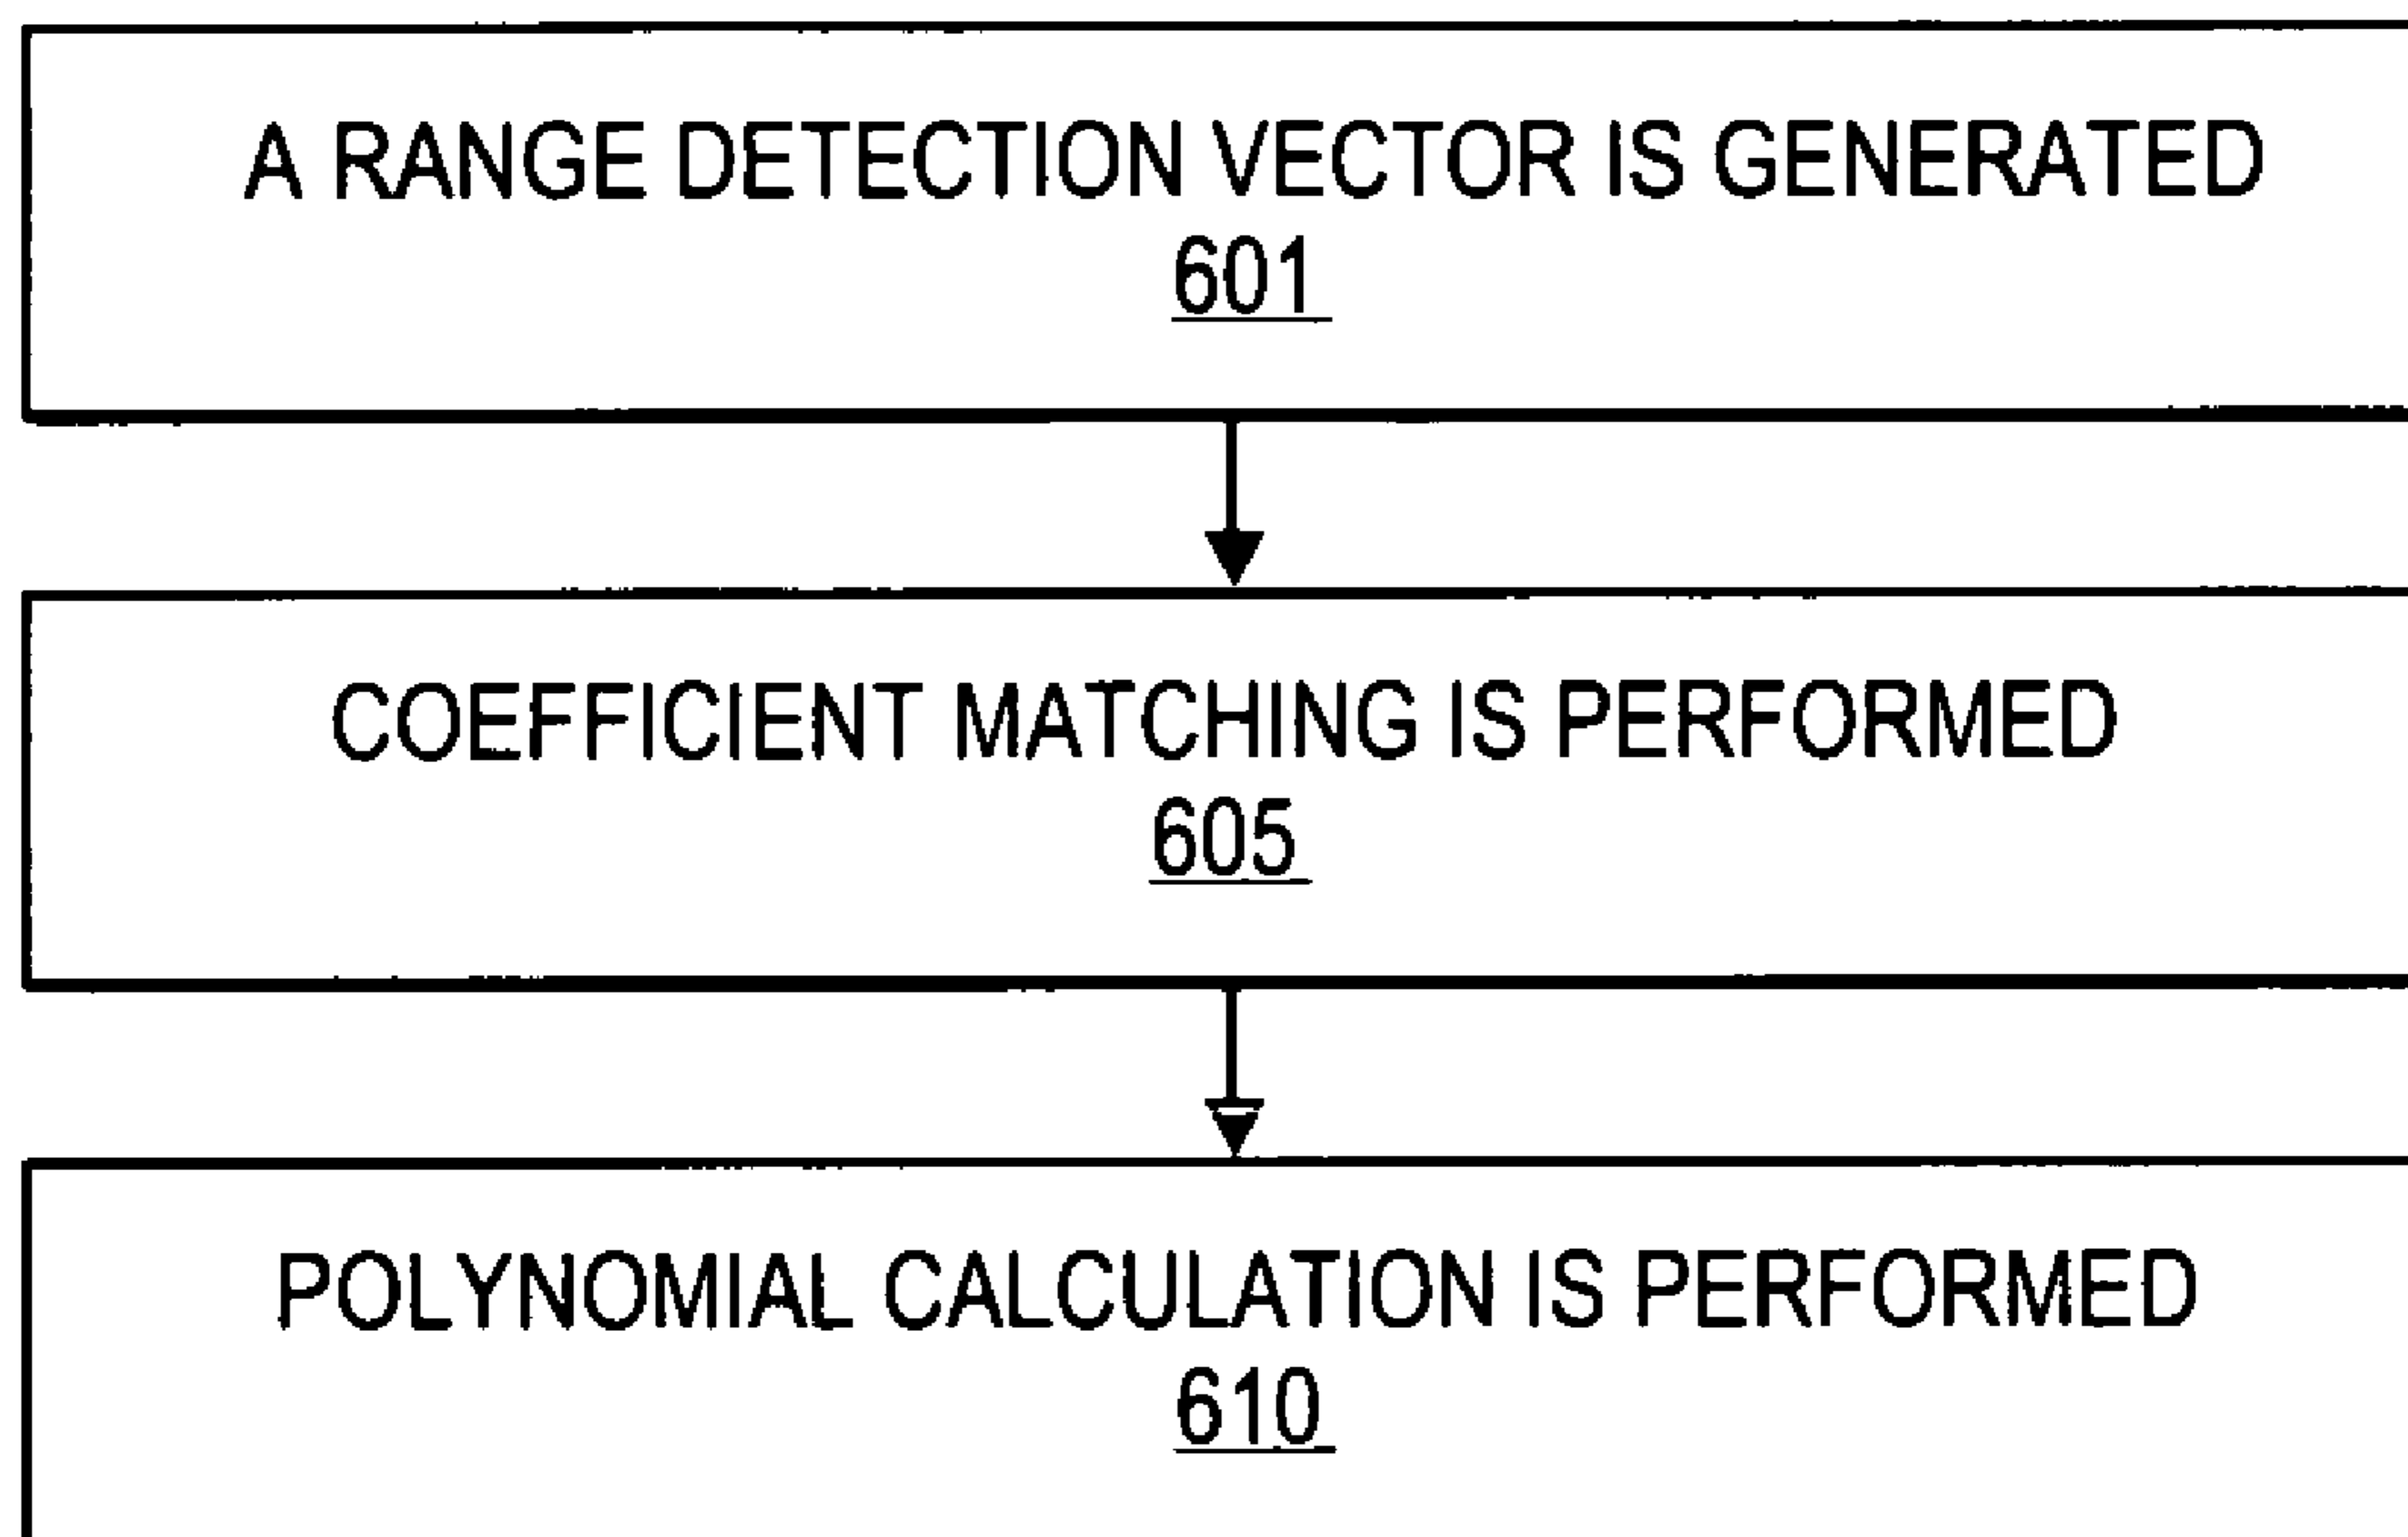 A RANGE DETECTION VECTOR IS GENERATED
601
COEFFICIENT MATCHING IS PERFORMED
605
POLYNOMIAL CALCULATION IS PERFORMED
610